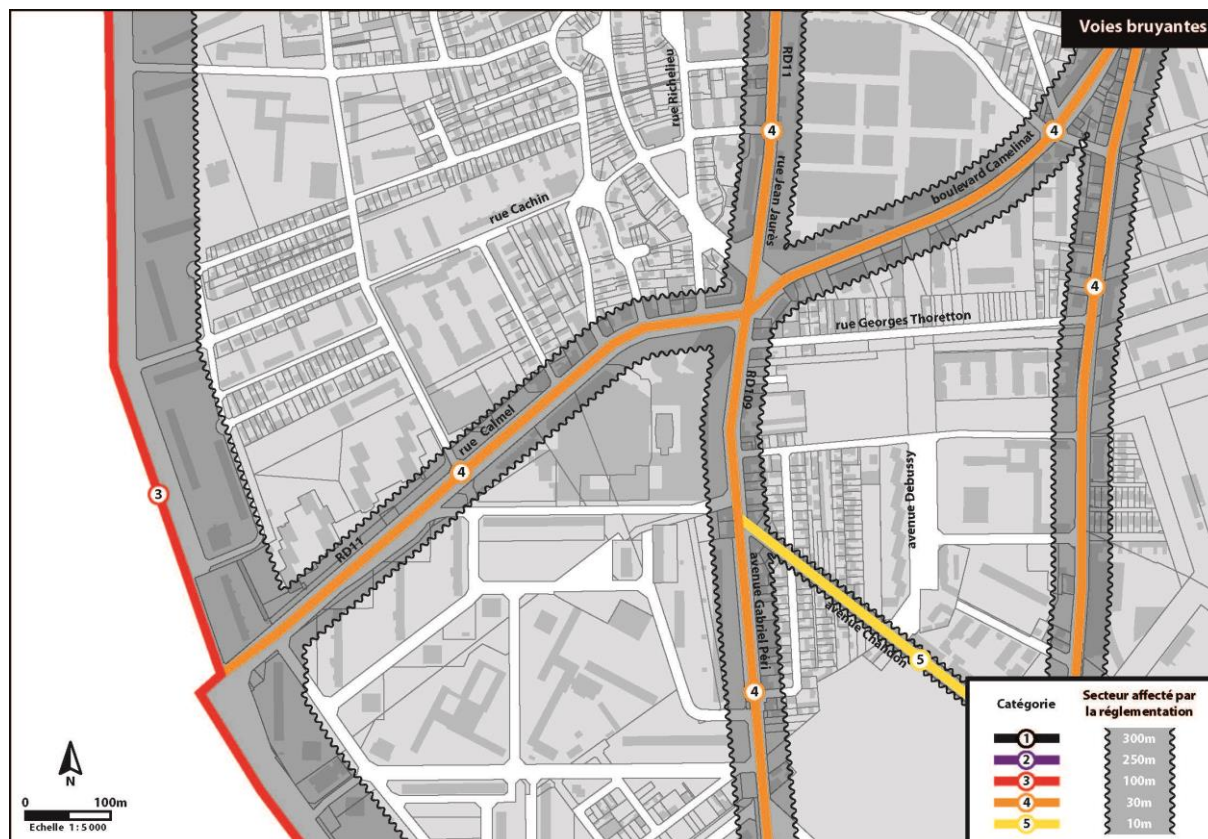 Voies bruyantes
RD11
rue Richelieu
4
rue Jean Jaurès
4
boulevard Camelinat
rue Cachin
4
rue Georges Thoretton
RD109
rue Calmel
4
3
avenue Debussy
RD11
avenue Gabriel Péri
avenue Chandon
5
4
Catégorie
Secteur affecté par
la réglementation
1 300m
2 250m
3 100m
4 30m
5 10m
N
0 100m
Echelle 1 : 5 000